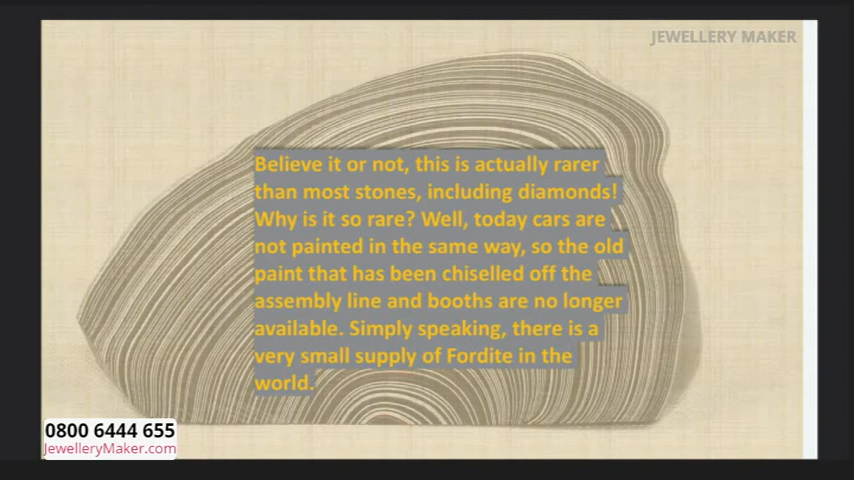 JEWELLERY MAKER
Believe it or not, this is actually rarer
than most stones, including diamonds!
Why is it so rare? Well, today cars are
not painted in the same way, so the old
paint that has been chiselled off the
assembly line and booths are no longer
available. Simply speaking, there is a
very small supply of Fordite in the
world.
0800 6444 655
JewelleryMaker.com